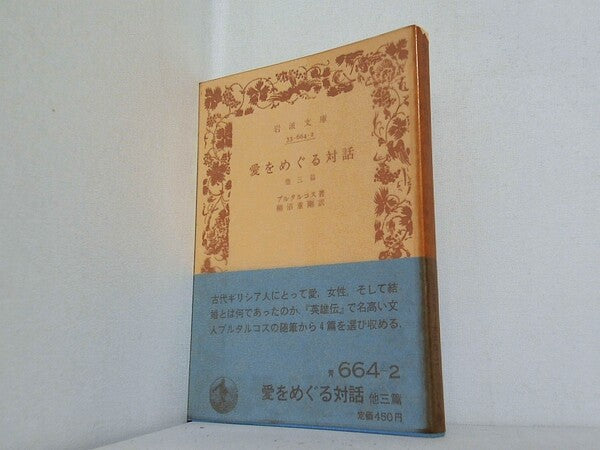 岩波文庫
33-664-2
愛をめぐる対話
他三篇
プルタルコス著
柳沼重剛訳
古代ギリシア人にとって愛，女性，そして結
婚とは何であったのか．『英雄伝』で名高い文
人プルタルコスの随筆から4篇を選び収める．
青 664-2
愛をめぐる対話 他三篇
定価450円